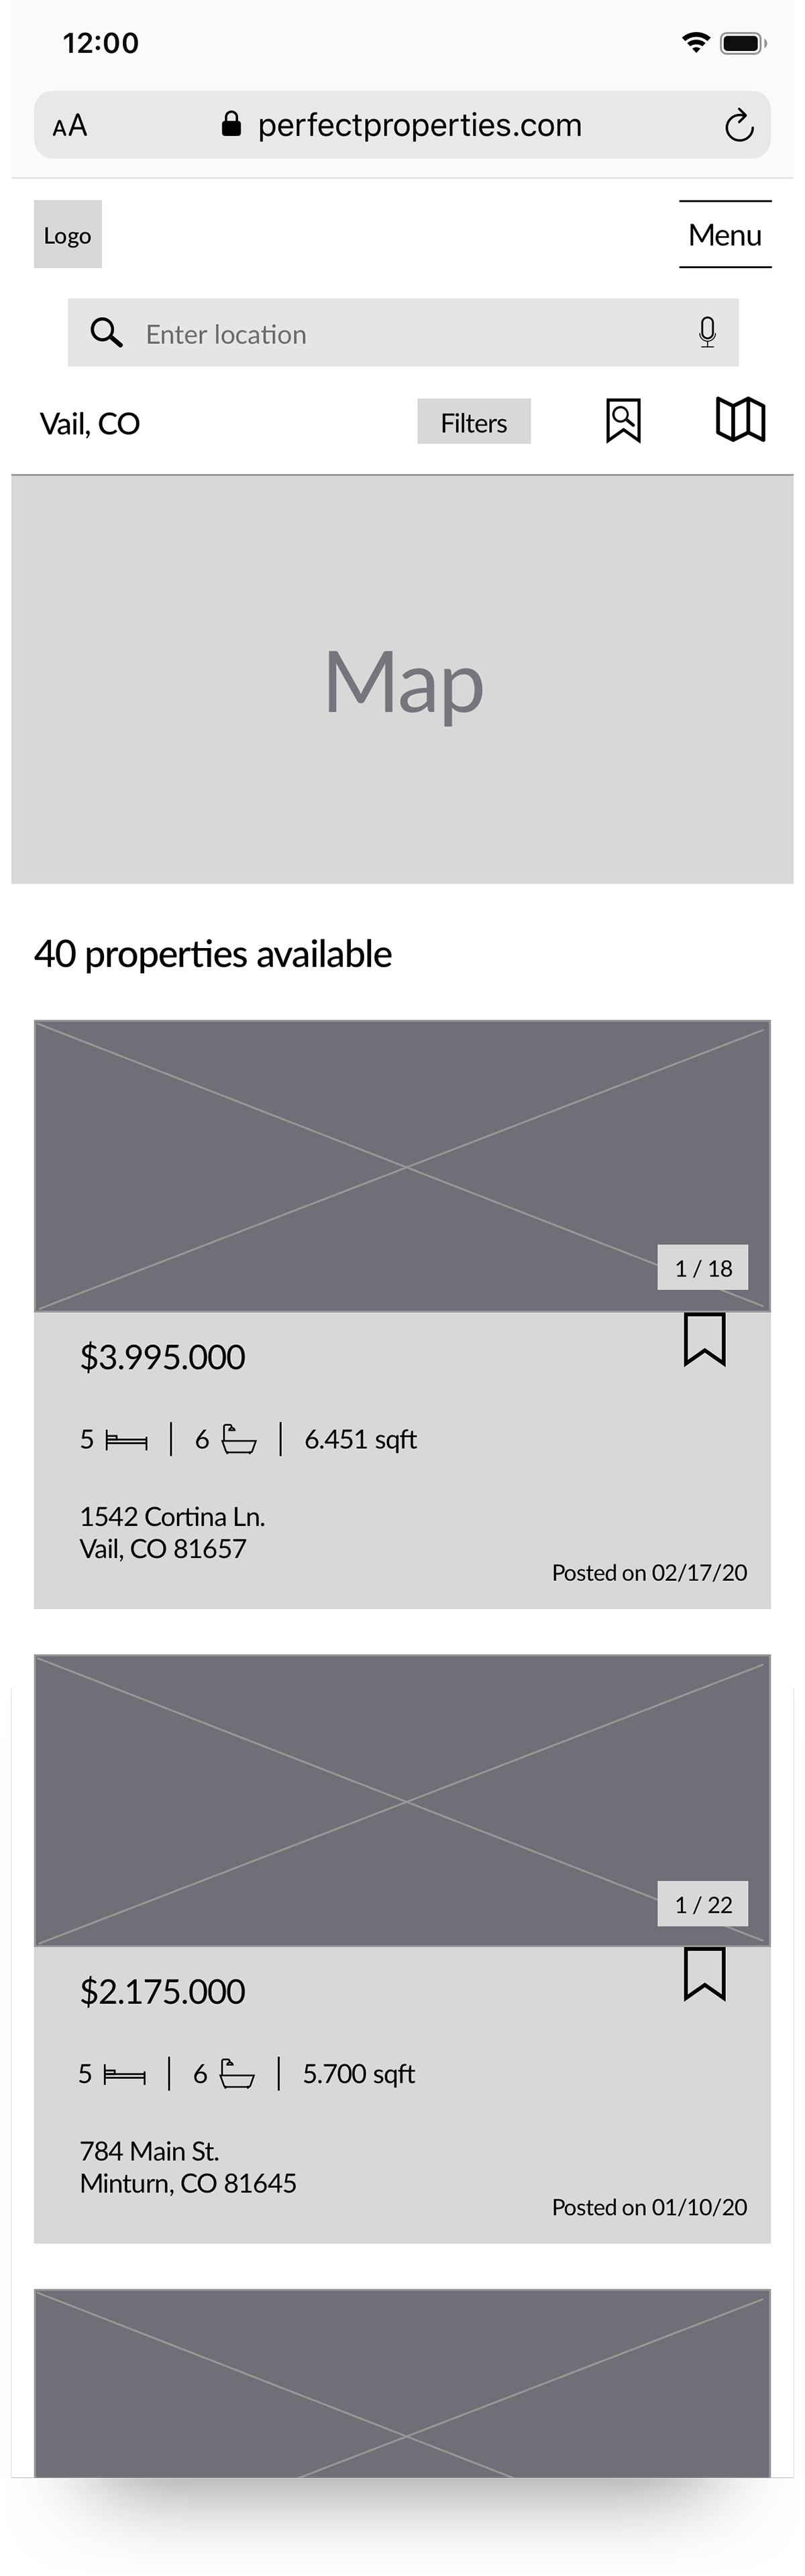 12:00
AA
perfectproperties.com
Logo
Menu
Enter location
Vail, CO
Filters
Map
40 properties available
1 / 18
$3.995.000
5 | 6 | 6.451 sqft
1542 Cortina Ln.
Vail, CO 81657
Posted on 02/17/20
1 / 22
$2.175.000
5 | 6 | 5.700 sqft
784 Main St.
Minturn, CO 81645
Posted on 01/10/20